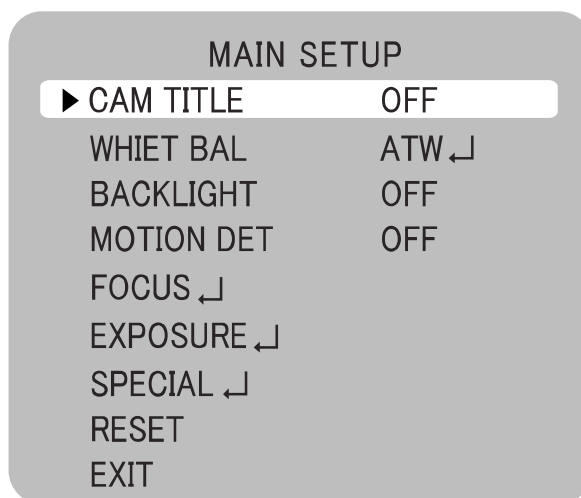 MAIN SETUP
▶ CAM TITLE OFF
WHIET BAL ATW↵
BACKLIGHT OFF
MOTION DET OFF
FOCUS↵
EXPOSURE↵
SPECIAL↵
RESET
EXIT